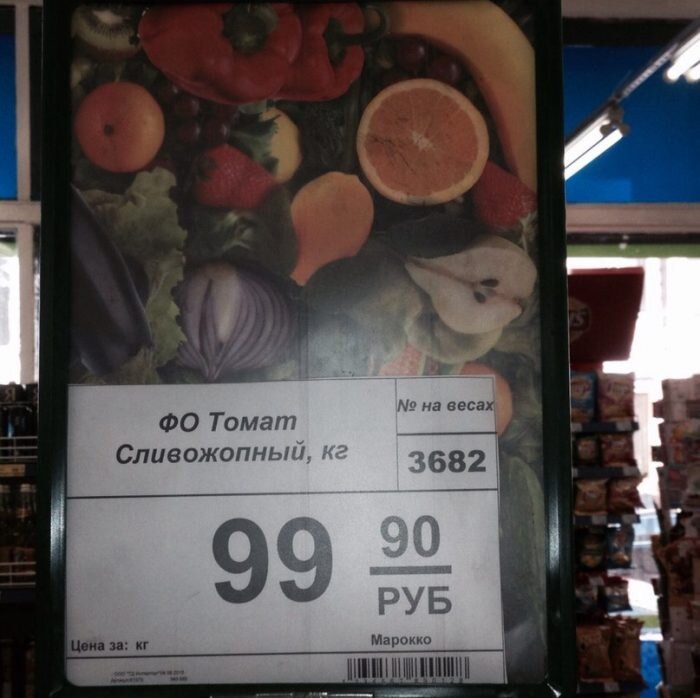 ФО Томат
Сливожопный, кг
№ на весах
3682
99
90
РУБ
Цена за: кг
Марокко